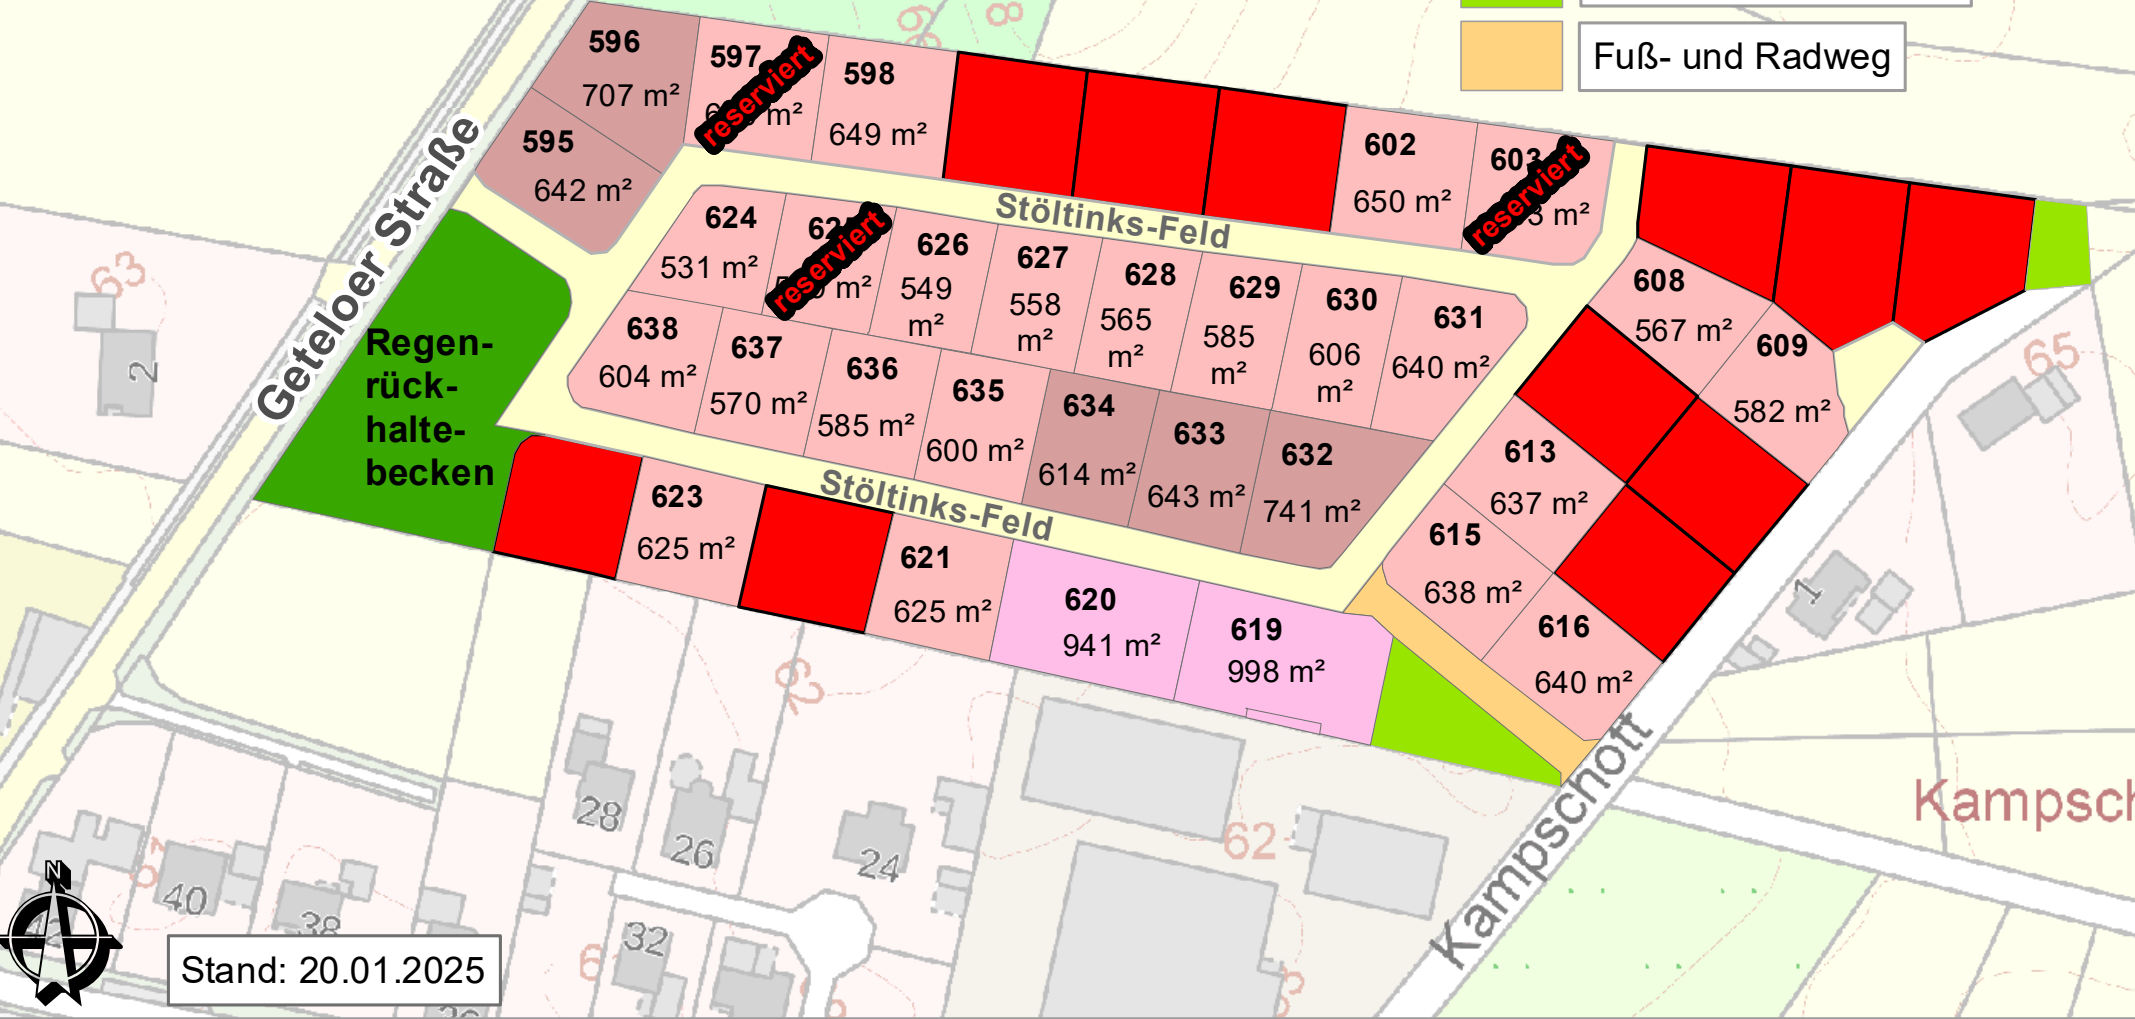 Fuß- und Radweg
596
707 m²
595
642 m²
597
m²
reserviert
598
649 m²
602
650 m²
603
3 m²
reserviert
Geteloer Straße
Stöltinks-Feld
624
531 m²
m²
reserviert
626
549
m²
627
558
m²
628
565
m²
629
585
m²
630
606
m²
631
640 m²
608
567 m²
609
582 m²
63
2
65
Regen-
rück-
halte-
becken
638
604 m²
637
570 m²
636
585 m²
635
600 m²
634
614 m²
633
643 m²
632
741 m²
613
637 m²
615
638 m²
616
640 m²
Stöltinks-Feld
623
625 m²
621
625 m²
620
941 m²
619
998 m²
1
Kampschott
Kampsch
28
26
24
62
40
38
32
N
Stand: 20.01.2025